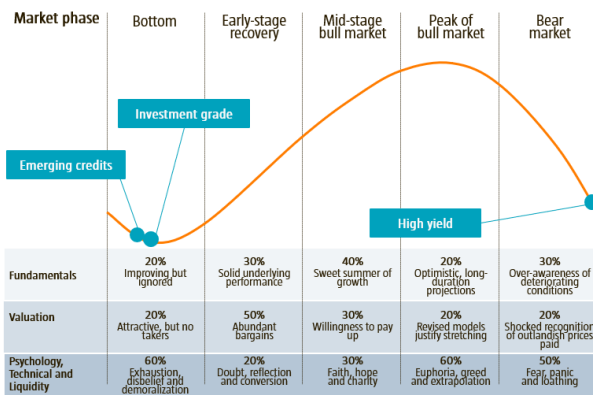 Market phase
Bottom
Early-stage
recovery
Mid-stage
bull market
Peak of
bull market
Bear
market
Investment grade
Emerging credits
High yield
Fundamentals
20%
Improving but
ignored
30%
Solid underlying
performance
40%
Sweet summer of
growth
20%
Optimistic, long-
duration
projections
30%
Over-awareness of
deteriorating
conditions
Valuation
20%
Attractive, but no
takers
50%
Abundant
bargains
30%
Willingness to pay
up
20%
Revised models
justify stretching
20%
Shocked recognition
of outlandish prices
paid
Psychology,
Technical and
Liquidity
60%
Exhaustion,
disbelief and
demoralization
20%
Doubt, reflection
and conversion
30%
Faith, hope
and charity
60%
Euphoria, greed
and extrapolation
50%
Fear, panic
and loathing